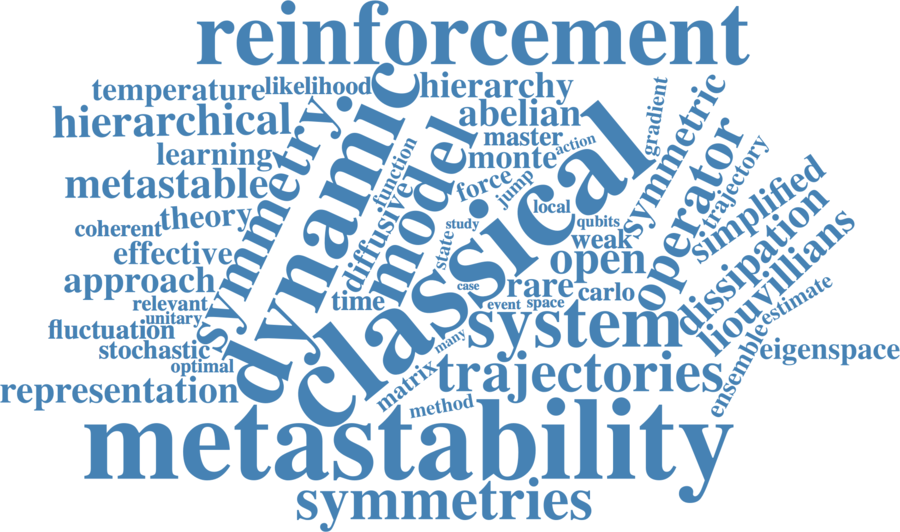 reinforcement
temperature
likelihood
hierarchy
gradient
hierarchical
symmetry
dynamic
model
abelian
master
action
symmetric
learning
function
monte
metastable
force
jump
classical
operator
trajectory
theory
coherent
diffusive
study
local
qubits
simplified
effective
state
weak
open
dissipation
approach
case
rare
carlo
liouvillians
relevant
time
event
space
estimate
unitary
fluctuation
system
stochastic
many
ensemble
eigenspace
optimal
representation
matrix
trajectories
method
metastability
symmetries